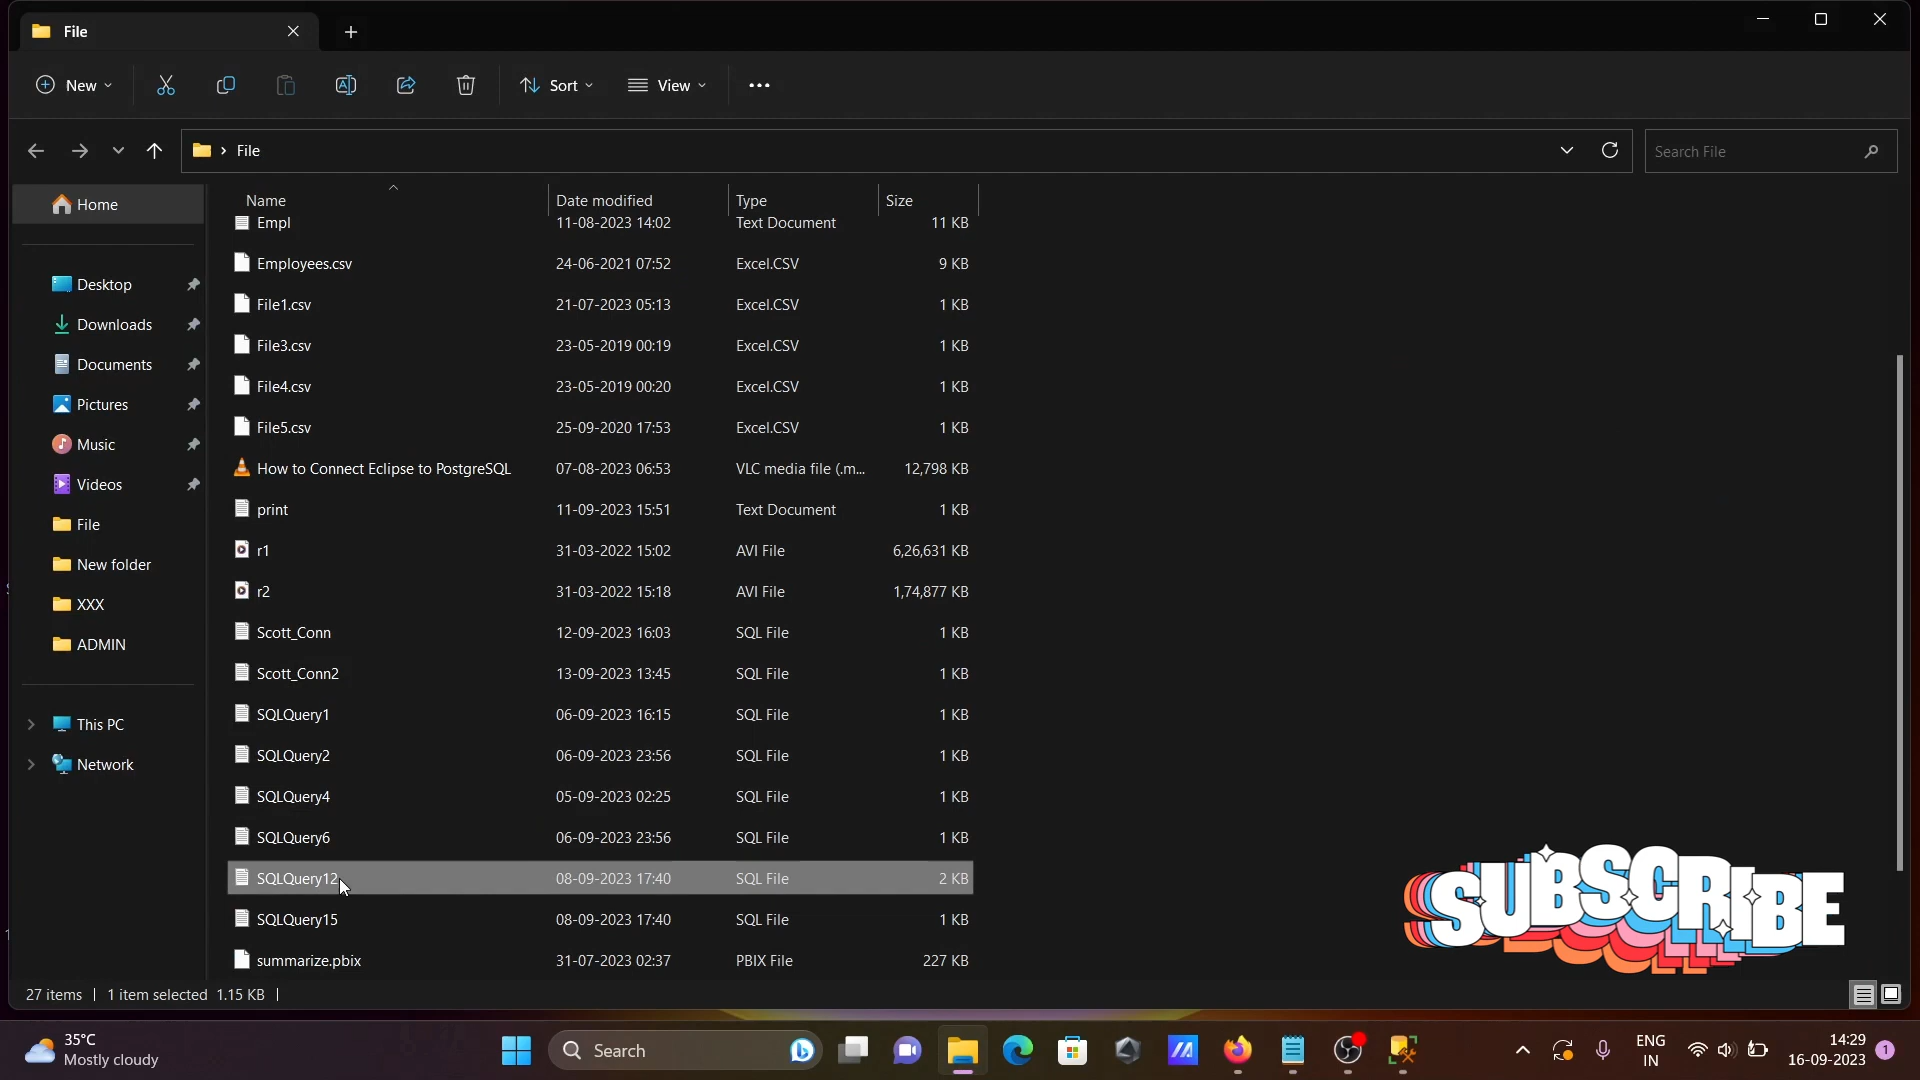 File
New
Sort
View
File
Search File
Home
Desktop
Downloads
Documents
Pictures
Music
Videos
File
New folder
XXX
ADMIN
This PC
Network
Name Date modified Type Size
Empl 11-08-2023 14:02 Text Document 11 KB
Employees.csv 24-06-2021 07:52 Excel.CSV 9 KB
File1.csv 21-07-2023 05:13 Excel.CSV 1 KB
File3.csv 23-05-2019 00:19 Excel.CSV 1 KB
File4.csv 23-05-2019 00:20 Excel.CSV 1 KB
File5.csv 25-09-2020 17:53 Excel.CSV 1 KB
How to Connect Eclipse to PostgreSQL 07-08-2023 06:53 VLC media file (.m... 12,798 KB
print 11-09-2023 15:51 Text Document 1 KB
r1 31-03-2022 15:02 AVI File 6,26,631 KB
r2 31-03-2022 15:18 AVI File 1,74,877 KB
Scott_Conn 12-09-2023 16:03 SQL File 1 KB
Scott_Conn2 13-09-2023 13:45 SQL File 1 KB
SQLQuery1 06-09-2023 16:15 SQL File 1 KB
SQLQuery2 06-09-2023 23:56 SQL File 1 KB
SQLQuery4 05-09-2023 02:25 SQL File 1 KB
SQLQuery6 06-09-2023 23:56 SQL File 1 KB
SQLQuery12 08-09-2023 17:40 SQL File 2 KB
SQLQuery15 08-09-2023 17:40 SQL File 1 KB
summarize.pbix 31-07-2023 02:37 PBIX File 227 KB
SUBSCRIBE
27 items 1 item selected 1.15 KB
35°C
Mostly cloudy
Search
ENG
IN
14:29
16-09-2023
1